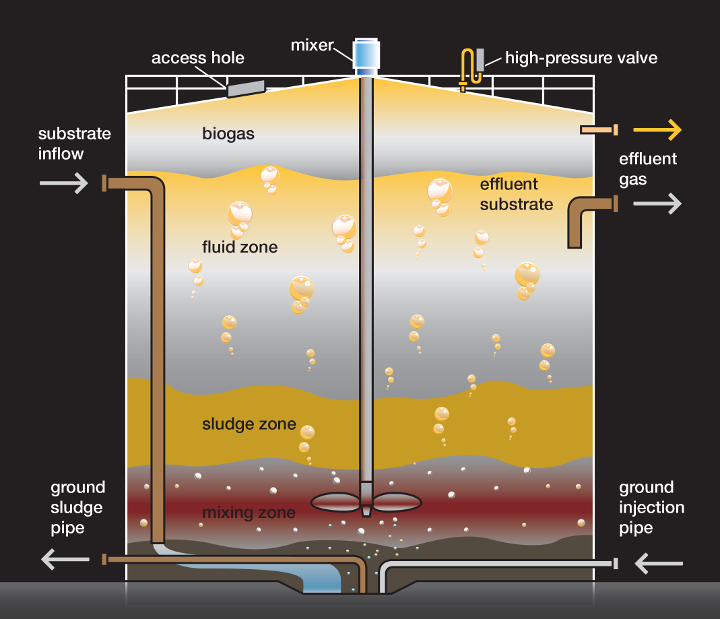 mixer
access hole
high-pressure valve
substrate
inflow
biogas
effluent
gas
effluent
substrate
fluid zone
sludge zone
ground
sludge
pipe
mixing zone
ground
injection
pipe